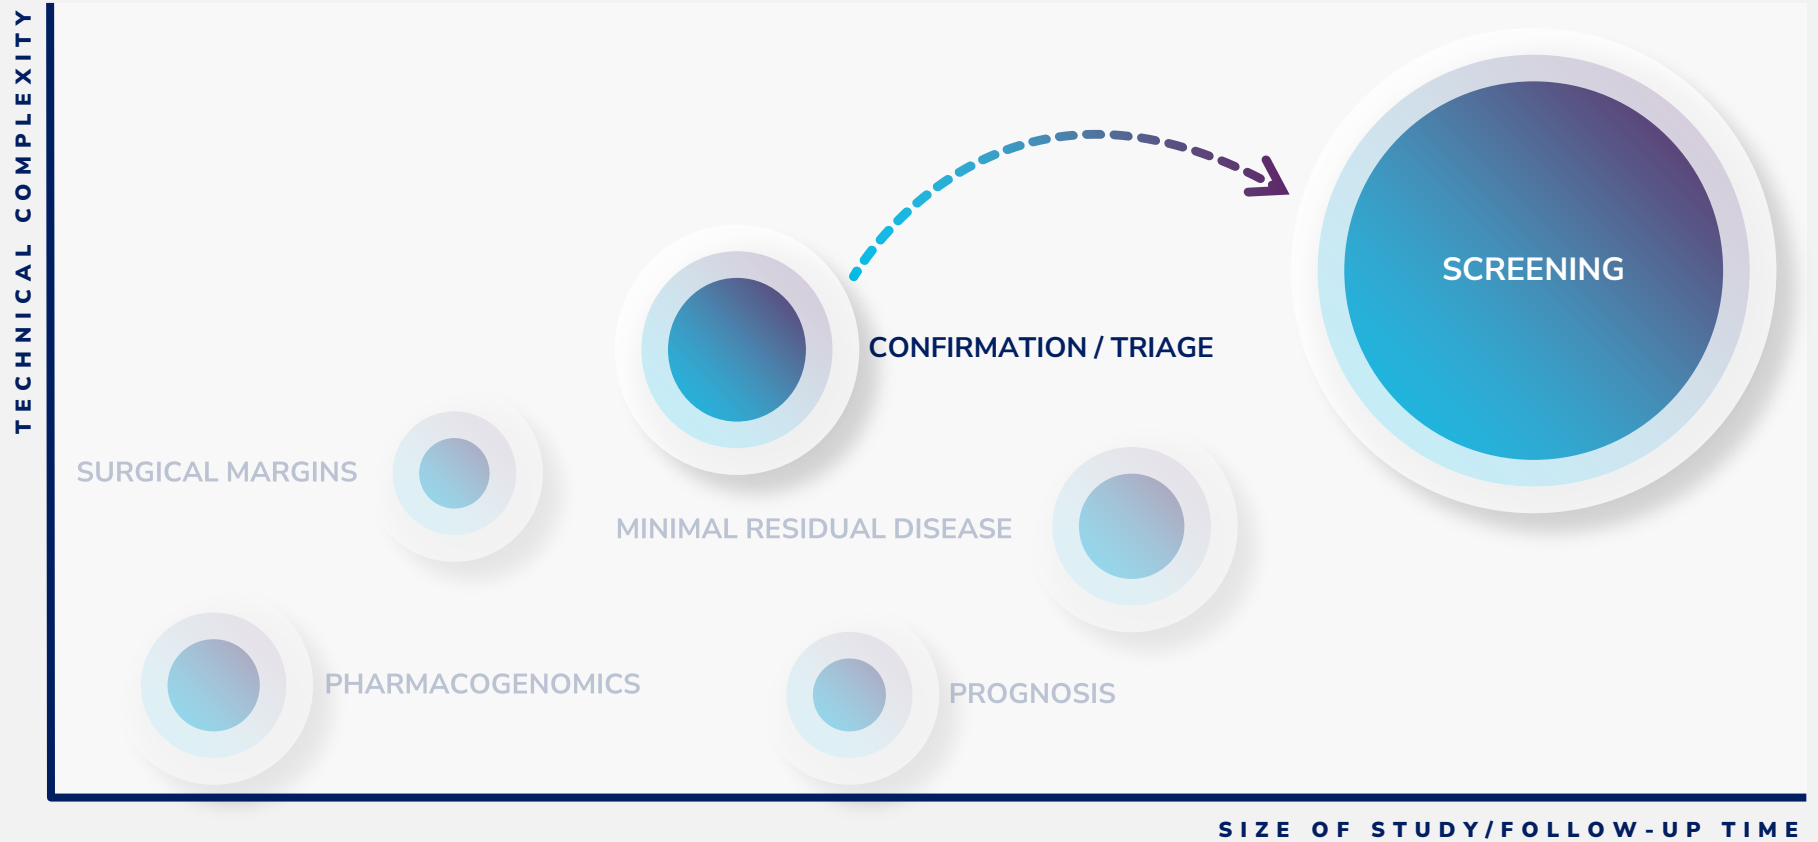 TECHNICAL COMPLEXITY
SCREENING
CONFIRMATION / TRIAGE
SURGICAL MARGINS
MINIMAL RESIDUAL DISEASE
PHARMACOGENOMICS
PROGNOSIS
SIZE OF STUDY/FOLLOW-UP TIME